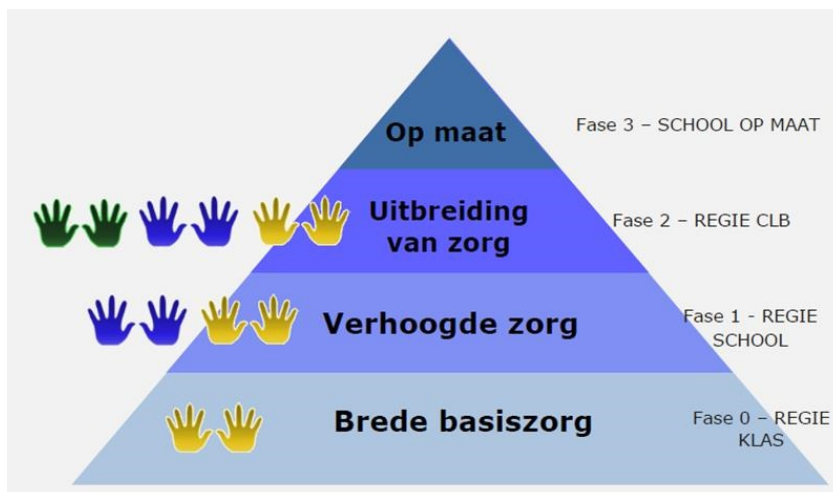 Op maat
Fase 3 – SCHOOL OP MAAT
Uitbreiding
van zorg
Fase 2 – REGIE CLB
Verhoogde zorg
Fase 1 - REGIE
SCHOOL
Brede basiszorg
Fase 0 – REGIE
KLAS